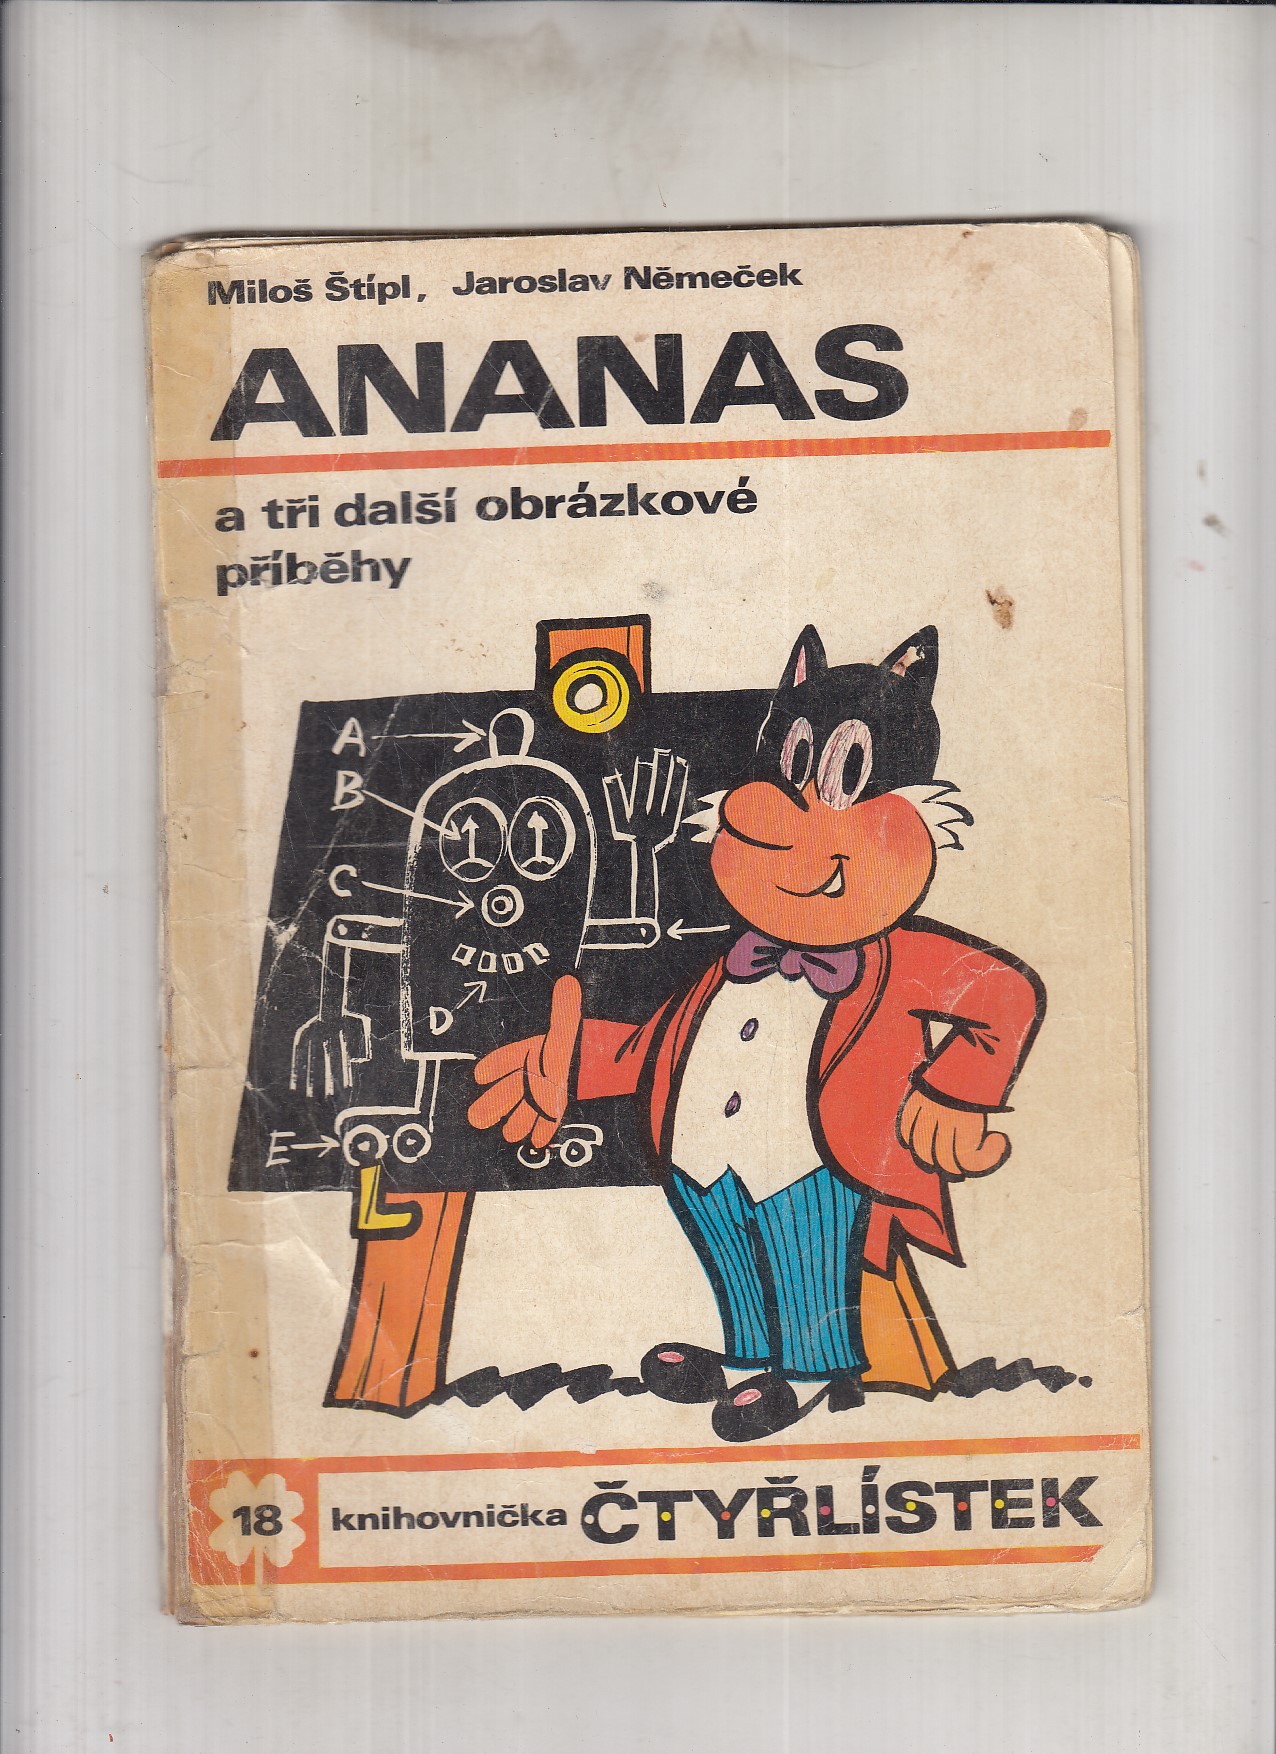 Miloš Štípl, Jaroslav Němeček
ANANAS
a tři další obrázkové
příběhy
A
B
C
D
E
18 knihovnička ČTYŘLÍSTEK